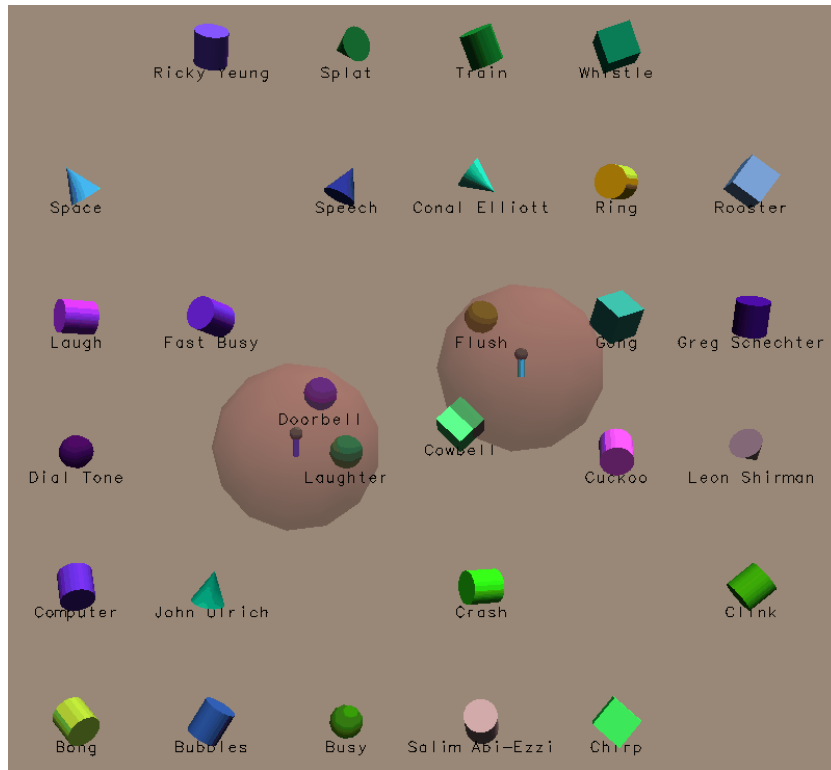 Ricky Yeung
Splat
Train
Whistle
Space
Speech
Conal Elliott
Ring
Rooster
Laugh
Fast Busy
Flush
Gong
Greg Schechter
Doorbell
Cowbell
Dial Tone
Laughter
Cuckoo
Leon Shirman
Computer
John Ulrich
Crash
Clink
Bong
Bubbles
Busy
Salim Abi-Ezzi
Chirp